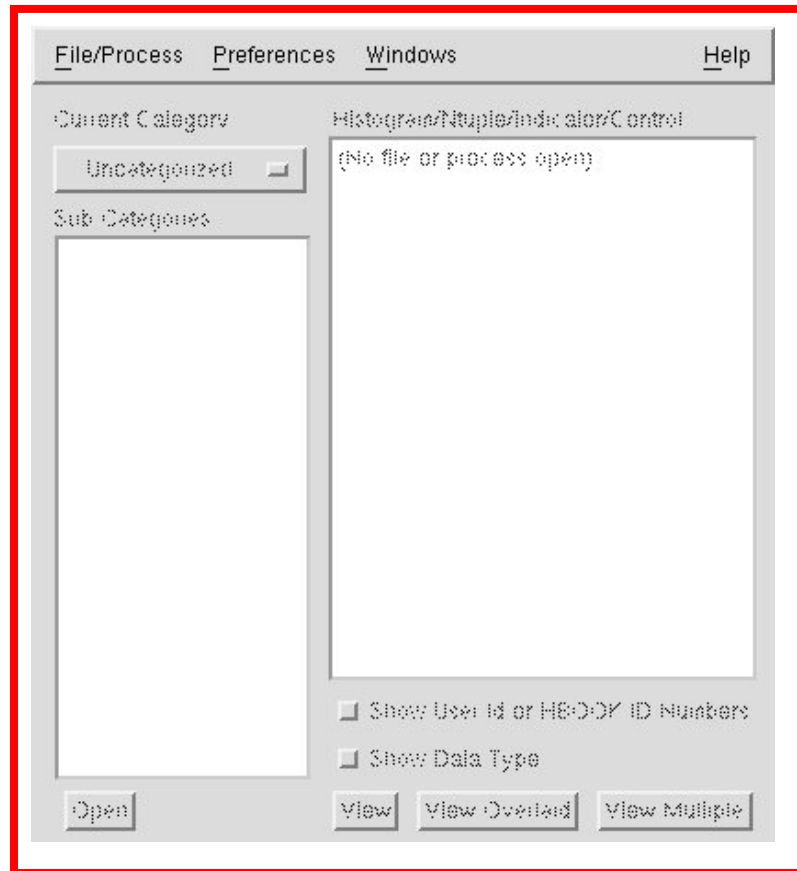 File/Process Preferences Windows Help
Current Category
Uncategorized
Sub Categories
Histogram/Ntuple/Indicator/Control
(No file or process open)
Show User Id or HBOOK ID Numbers
Show Data Type
Open
View View Overlaid View Multiple